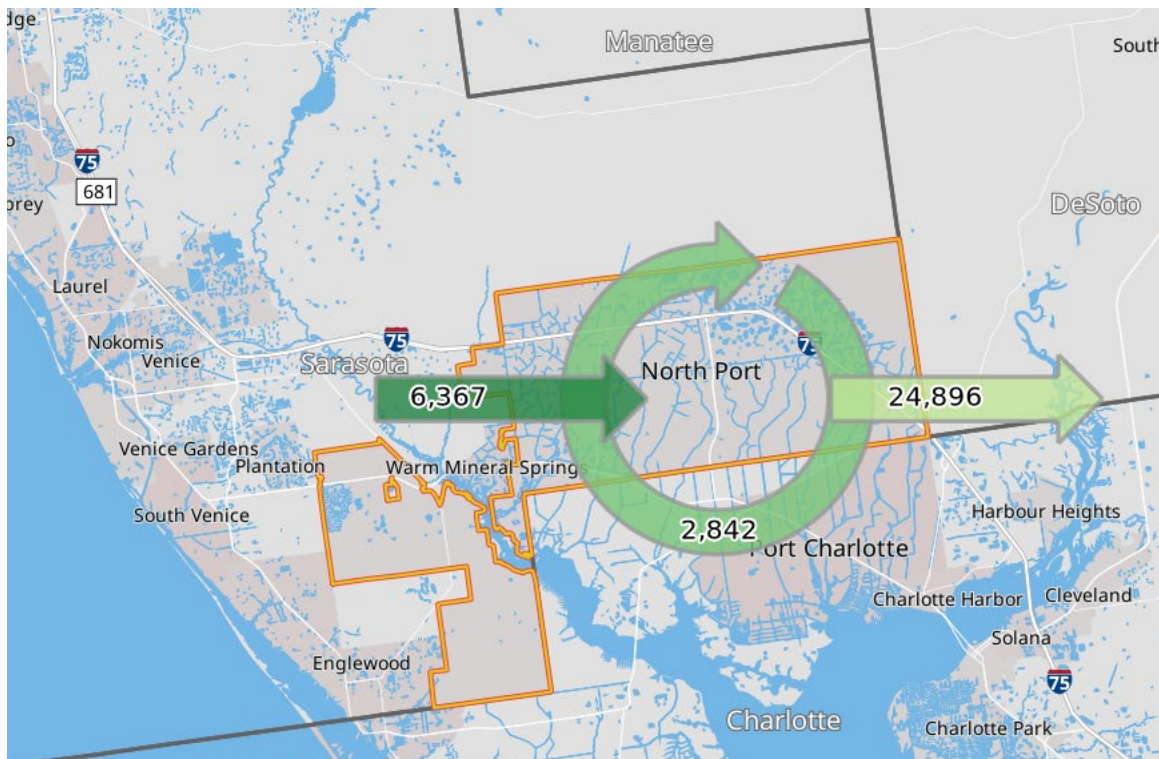 dge
Manatee
South
75
681
orey
DeSoto
Laurel
Nokomis
Venice
75
Sarasota
75
North Port
6,367
24,896
Venice Gardens
Plantation
Warm Mineral Springs
South Venice
2,842
Port Charlotte
Harbour Heights
Charlotte Harbor
Cleveland
Solana
Englewood
75
Charlotte
Charlotte Park